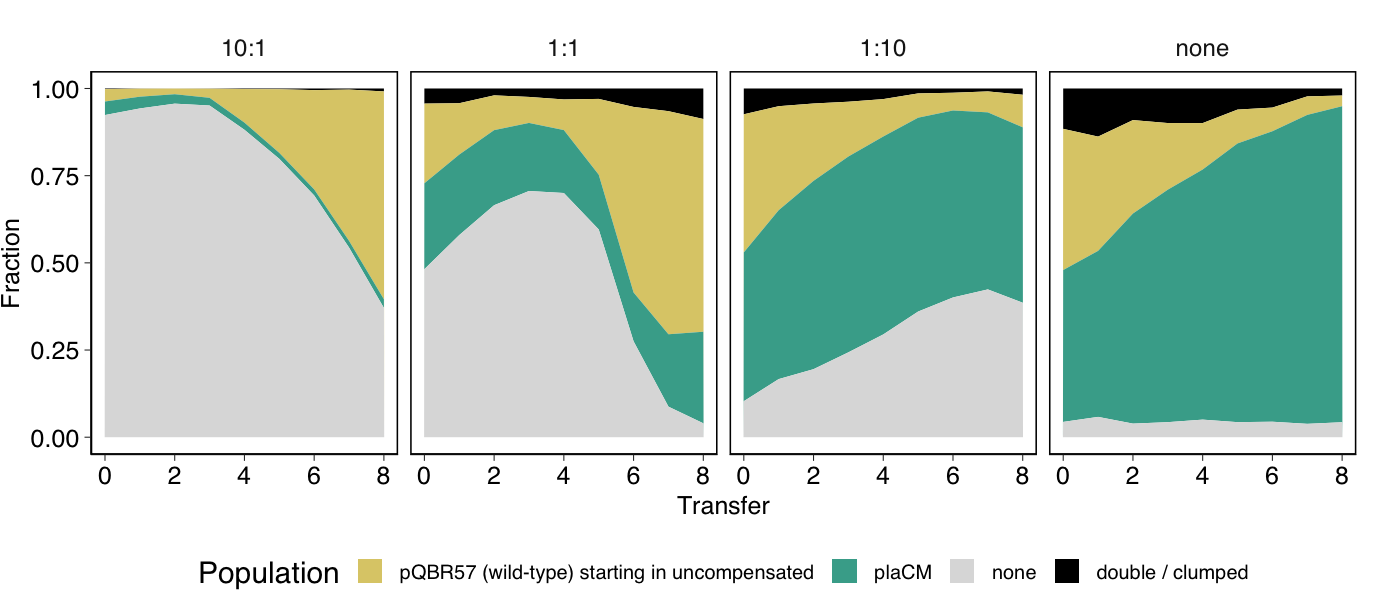 10:1 1:1 1:10 none
1.00
0.75
0.50
0.25
0.00
Fraction
0 2 4 6 8 0 2 4 6 8 0 2 4 6 8 0 2 4 6 8
Transfer
Population pQBR57 (wild-type) starting in uncompensated plaCM none double / clumped